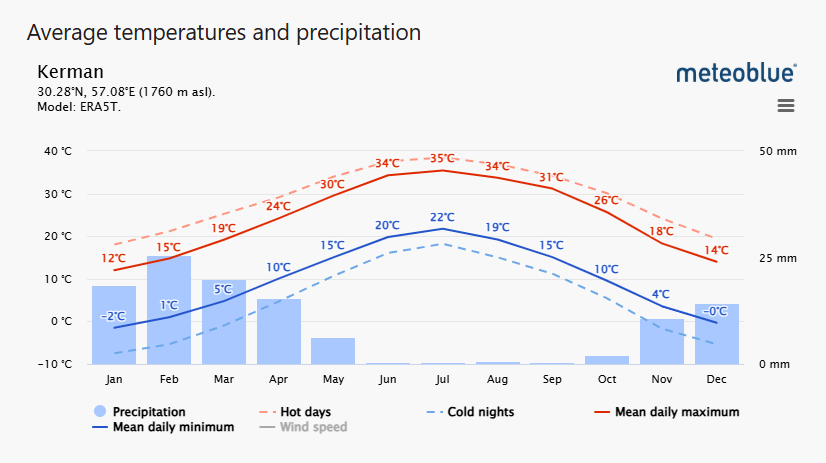 Average temperatures and precipitation
Kerman
meteoblue®
30.28°N, 57.08°E (1760 m asl).
Model: ERA5T.
40 °C
50 mm
30 °C
20 °C
25 mm
10 °C
0 °C
−10 °C
0 mm
12°C 15°C 19°C 24°C 30°C 34°C 35°C 34°C 31°C 26°C 18°C 14°C
−2°C 1°C 5°C 10°C 15°C 20°C 22°C 19°C 15°C 10°C 4°C −0°C
Jan Feb Mar Apr May Jun Jul Aug Sep Oct Nov Dec
Precipitation Hot days Cold nights Mean daily maximum
Mean daily minimum Wind speed